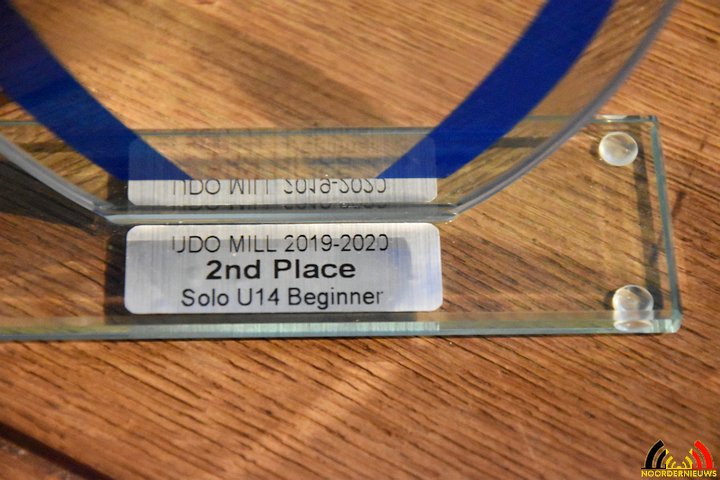 UDO MILL 2019-2020
2nd Place
Solo U14 Beginner
NOORDERNIEUWS